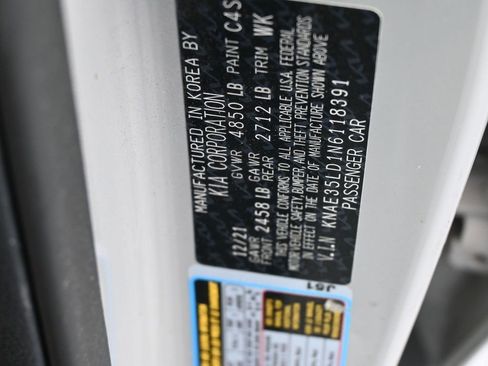 MANUFACTURED IN KOREA BY
KIA CORPORATION
12/21 GVWR 4850 LB PAINT C4S
GAWR FRONT 2458 LB GAWR REAR 2712 LB TRIM WK
THIS VEHICLE CONFORMS TO ALL APPLICABLE U.S.A. FEDERAL
MOTOR VEHICLE SAFETY, BUMPER, AND THEFT PREVENTION STANDARDS
IN EFFECT ON THE DATE OF MANUFACTURE SHOWN ABOVE
V.I.N KNAE35LD1N6118391
PASSENGER CAR
J51